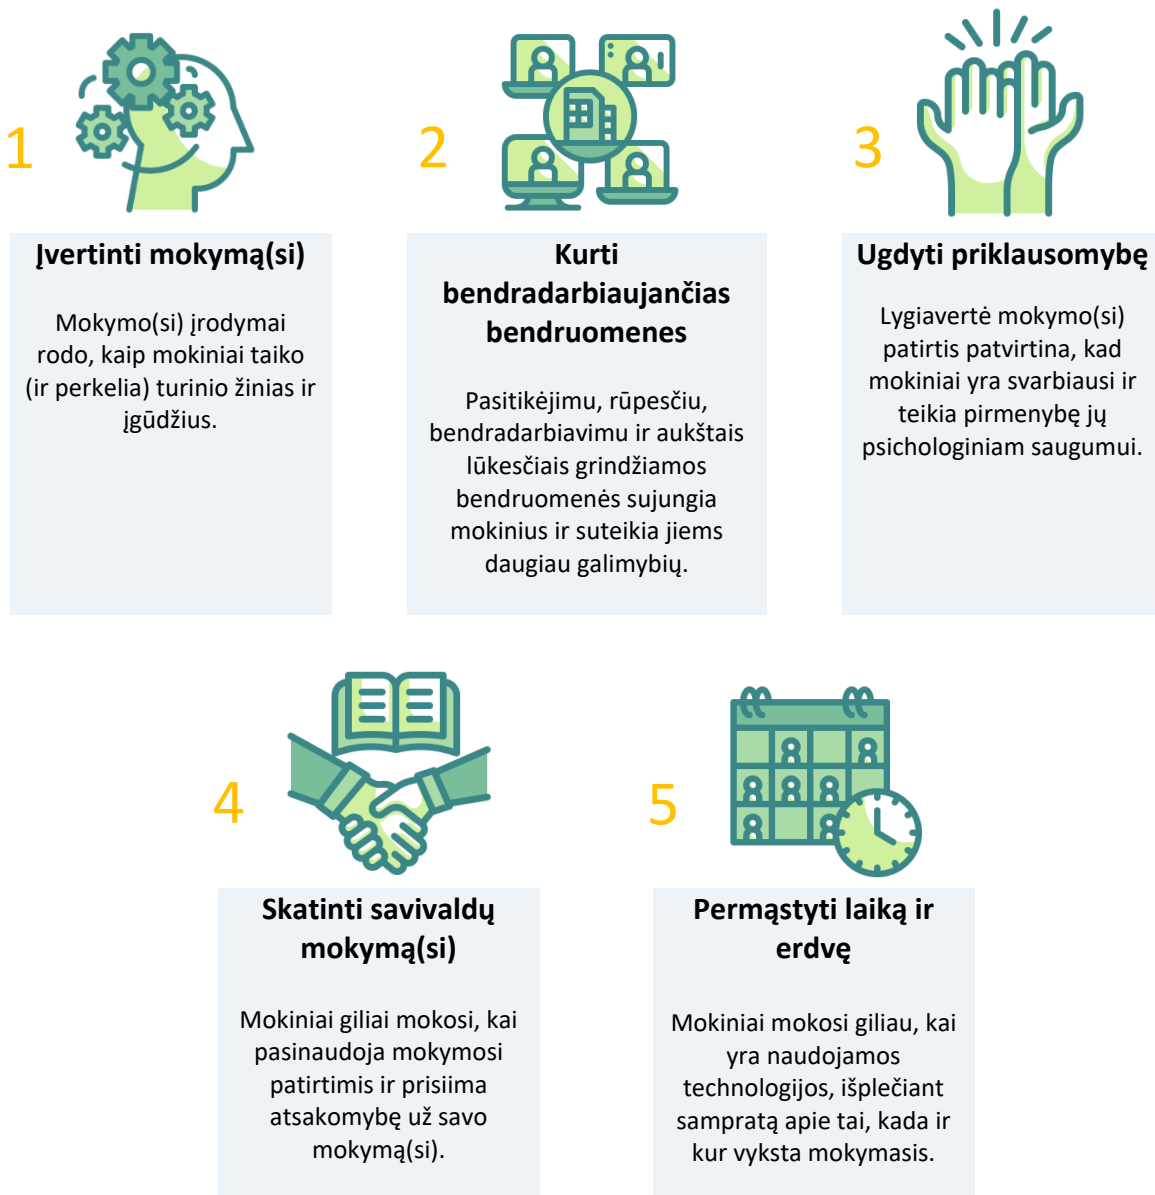 1
Įvertinti mokymą(si)
Mokymo(si) įrodymai
rodo, kaip mokiniai taiko
(ir perkelia) turinio žinias ir
įgūdžius.
2
Kurti
bendradarbiaujančias
bendruomenes
Pasitikėjimu, rūpesčiu,
bendradarbiavimu ir aukštais
lūkesčiais grindžiamos
bendruomenės sujungia
mokinius ir suteikia jiems
daugiau galimybių.
3
Ugdyti priklausomybę
Lygiavertė mokymo(si)
patirtis patvirtina, kad
mokiniai yra svarbiausi ir
teikia pirmenybę jų
psichologiniam saugumui.
4
Skatinti savivaldų
mokymą(si)
Mokiniai giliai mokosi, kai
pasinaudoja mokymosi
patirtimis ir prisiima
atsakomybę už savo
mokymą(si).
5
Permąstyti laiką ir
erdvę
Mokiniai mokosi giliau, kai
yra naudojamos
technologijos, išplečiant
sampratą apie tai, kada ir
kur vyksta mokymasis.